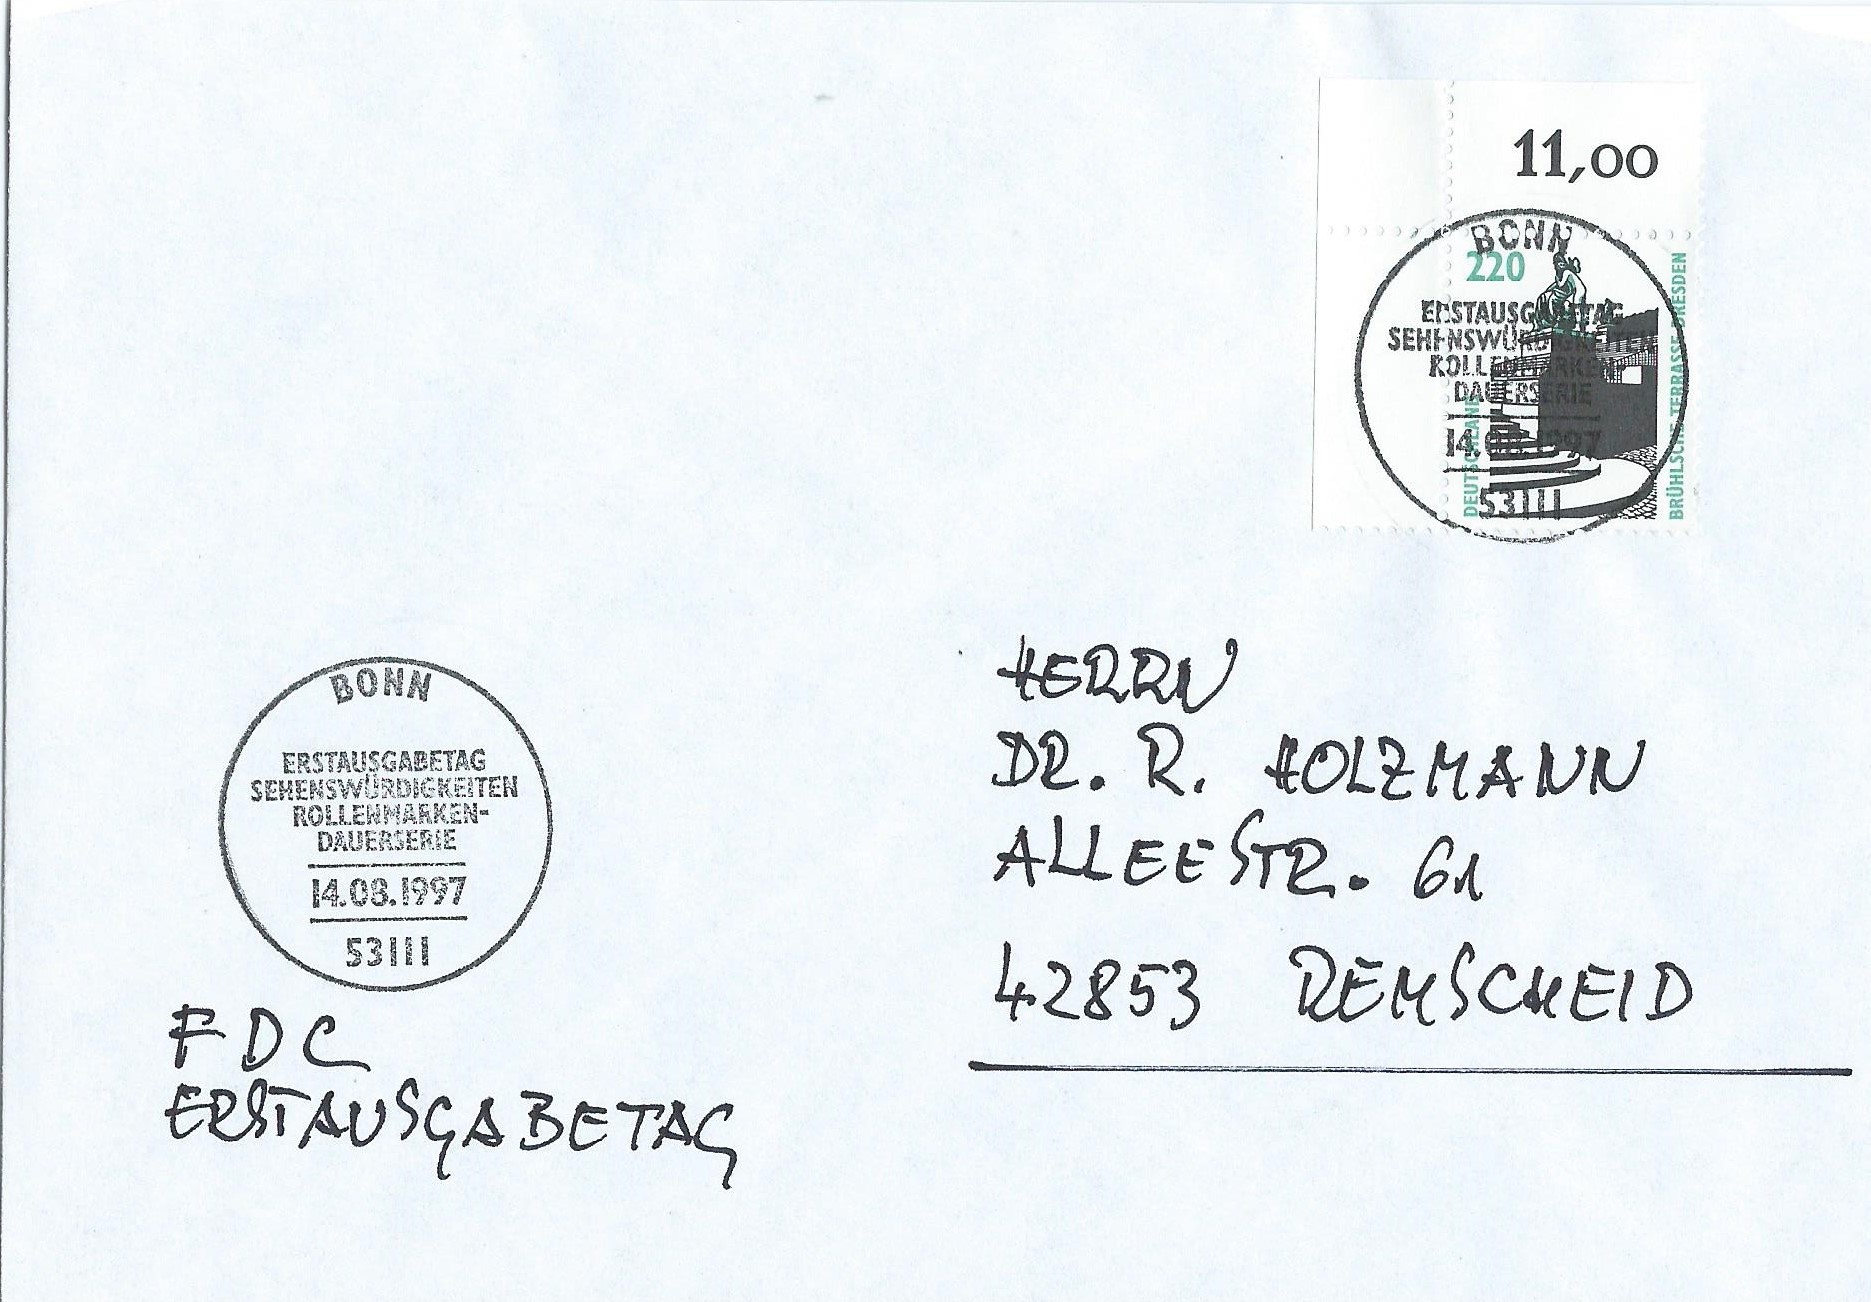 11,00
BONN
220
ERSTAUSGABETAG
SEHENSWÜRDIGKEITEN
ROLLENMARKEN-
DAUERSERIE
14.08.1997
53111
DEUTSCHLAND
BRÜHLSCHE TERRASSE DRESDEN
HERRN
DR. R. HOLZMANN
ALLEESTR. 61
42853 REMSCHEID
BONN
ERSTAUSGABETAG
SEHENSWÜRDIGKEITEN
ROLLENMARKEN-
DAUERSERIE
14.08.1997
53111
FDC
ERSTAUSGABETAG